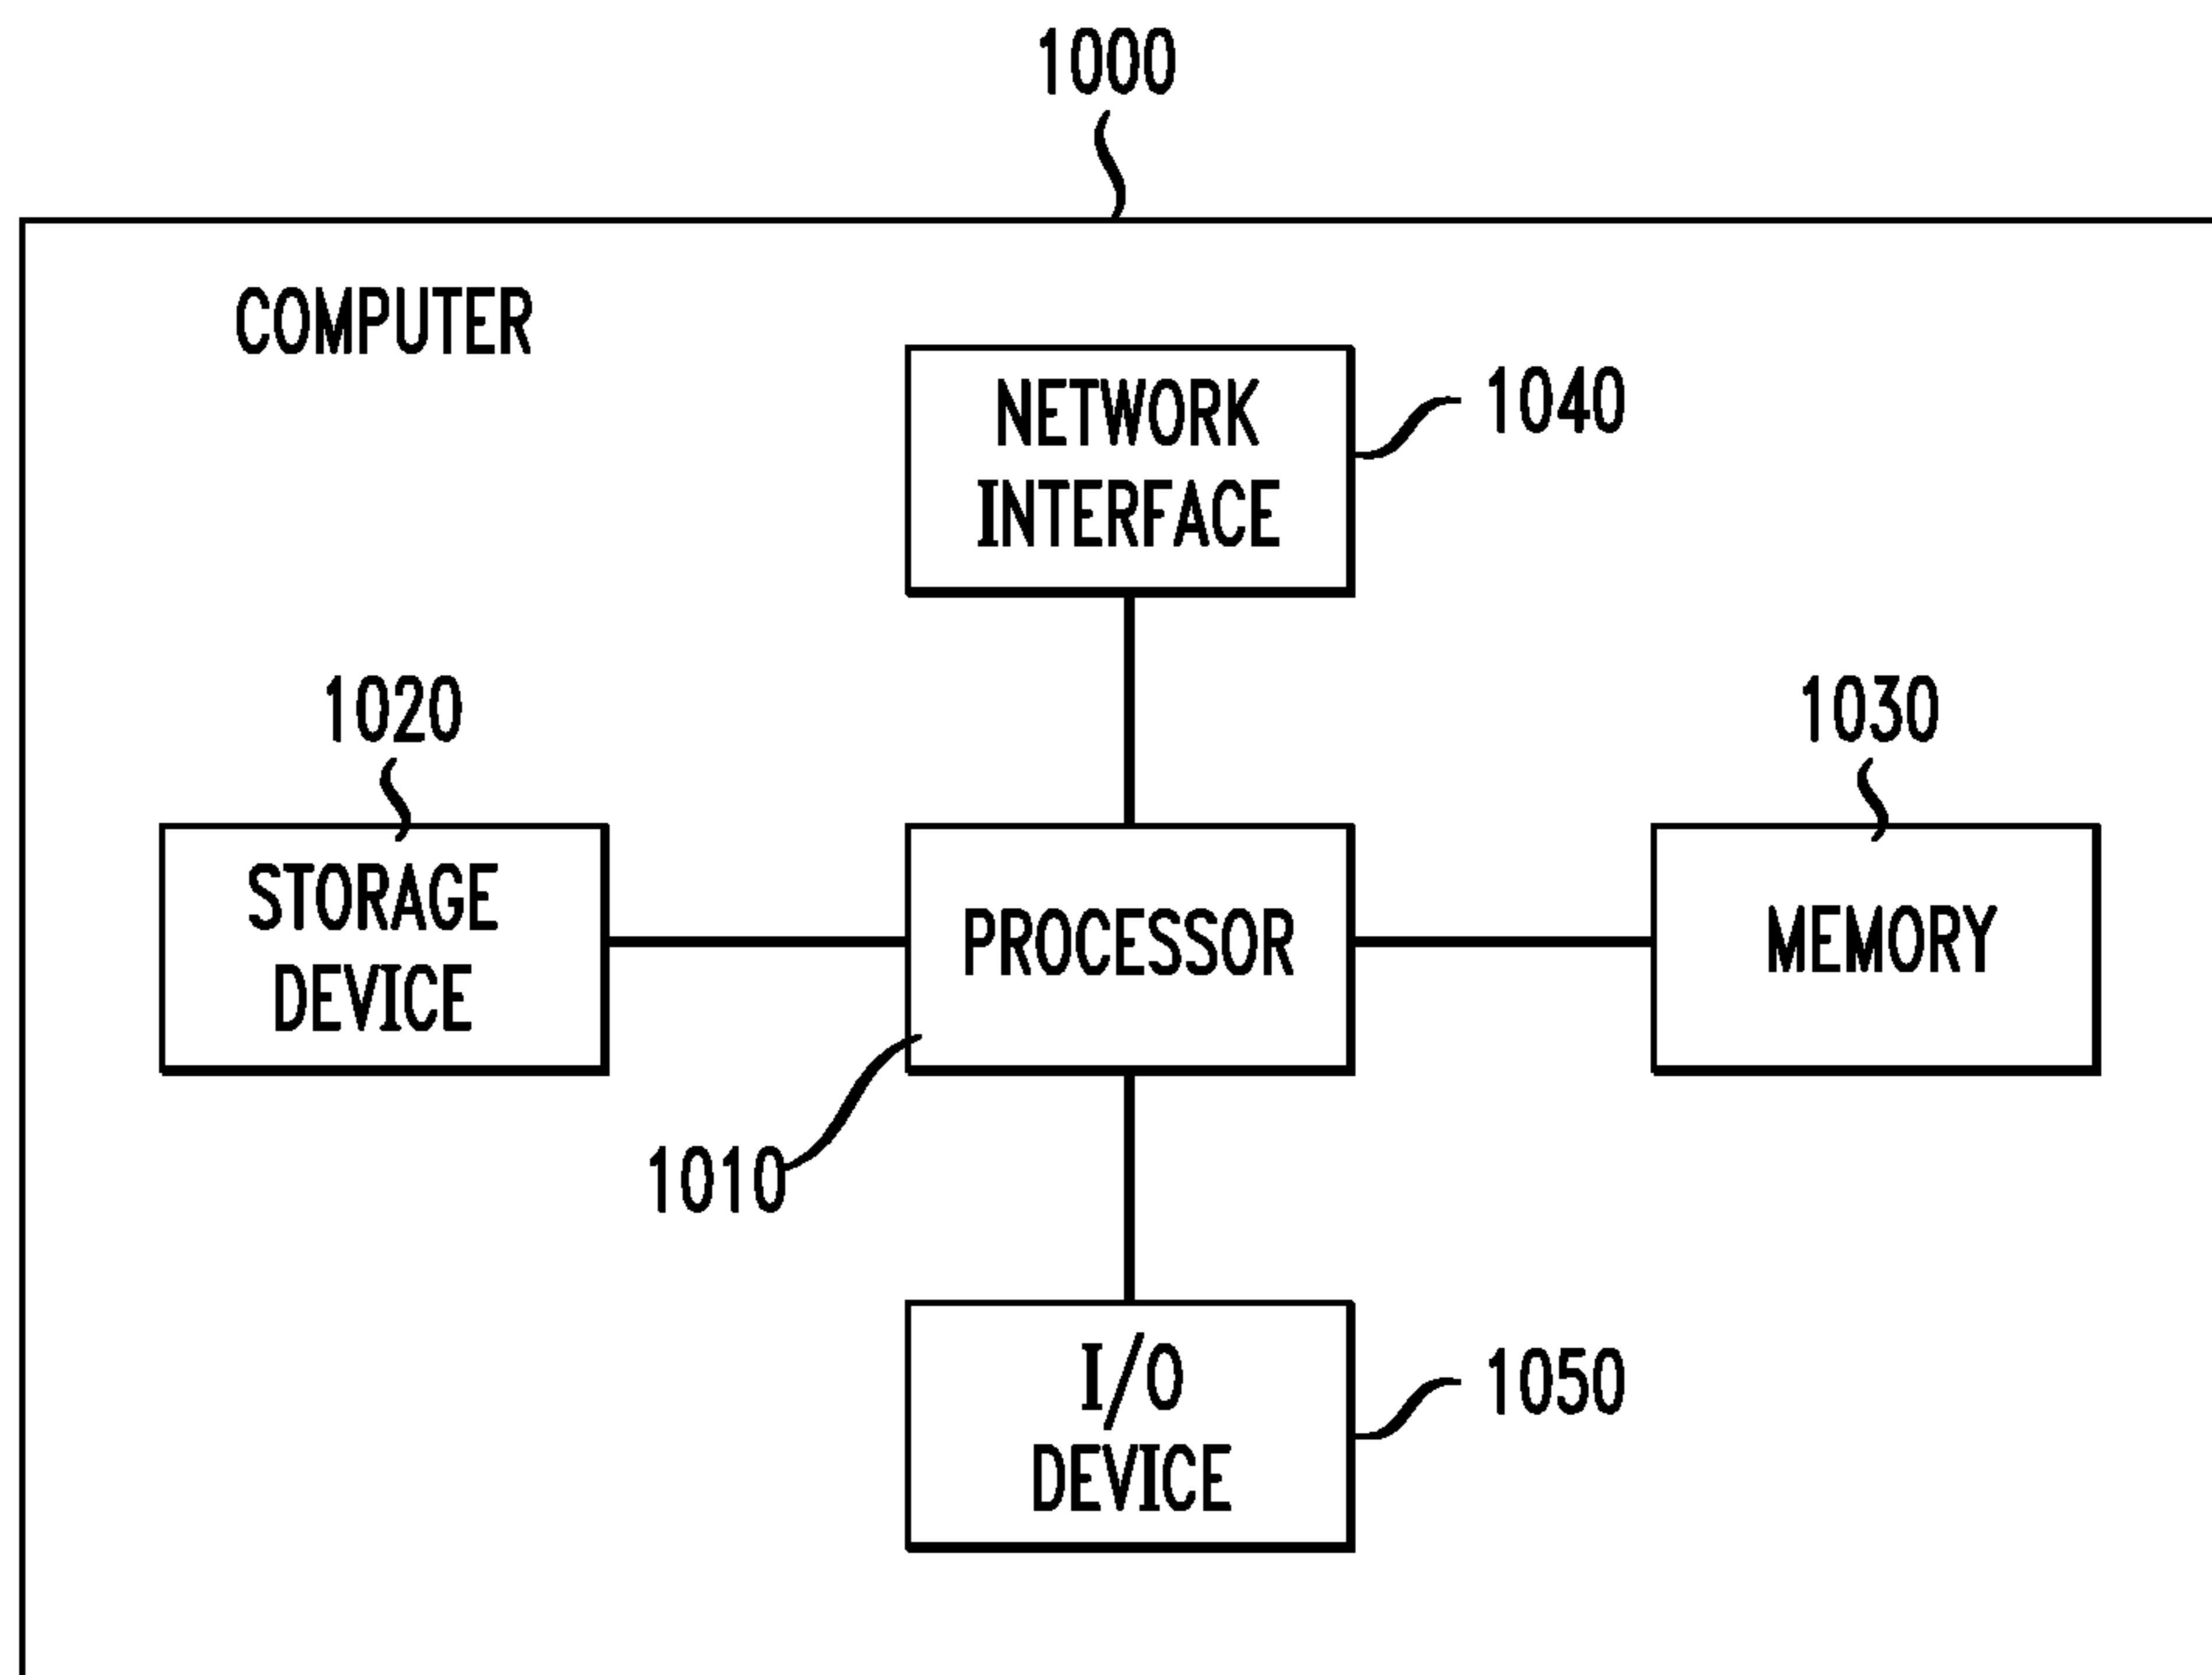 1000
COMPUTER
NETWORK
INTERFACE
1040
1020
1030
STORAGE
DEVICE
PROCESSOR
MEMORY
1010
I/O
DEVICE
1050